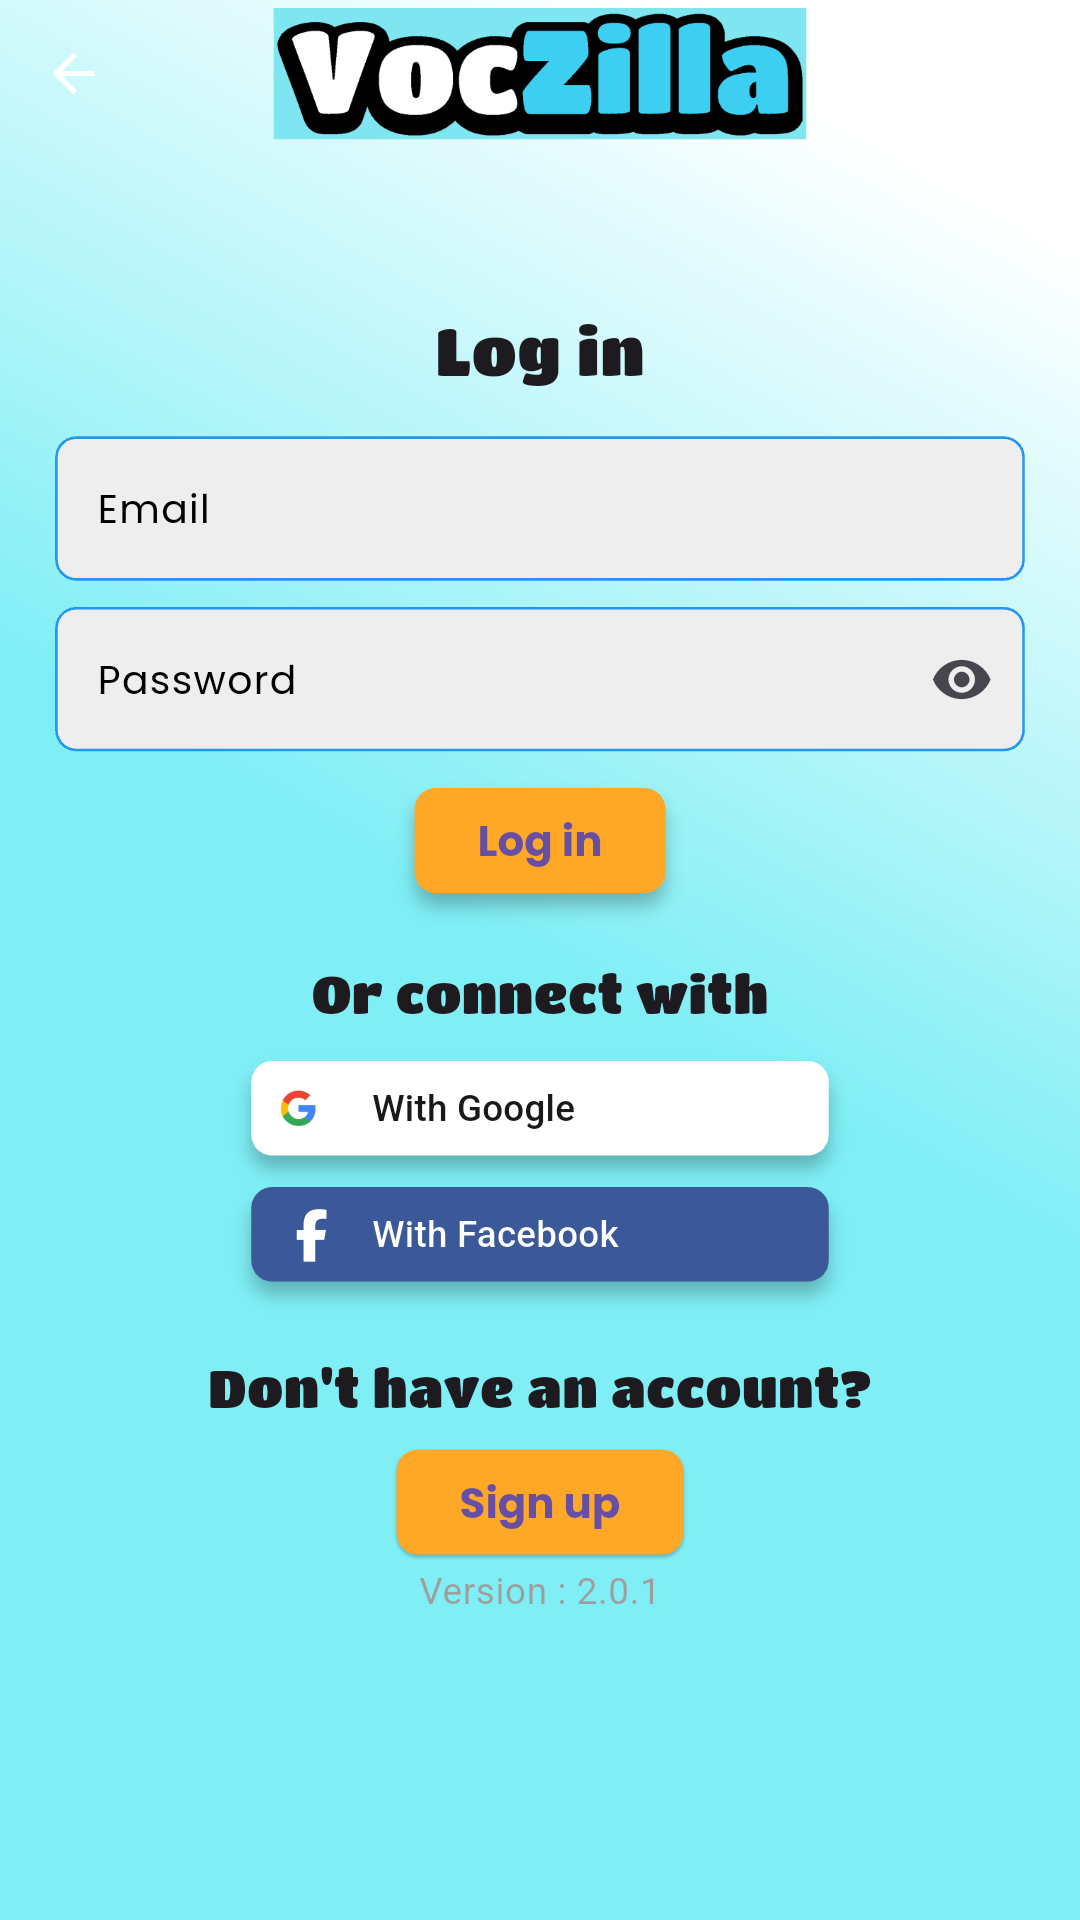 VocZilla
Log in
Email
Password
Log in
Or connect with
With Google
With Facebook
Don't have an account?
Sign up
Version : 2.0.1